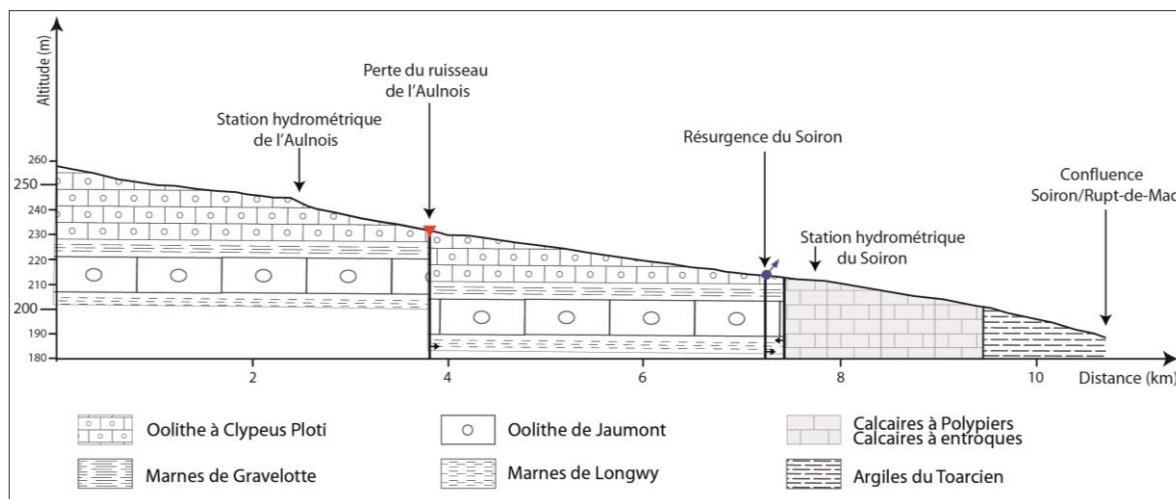 Altitude (m)
Perte du ruisseau
de l'Aulnois
Station hydrométrique
de l'Aulnois
Résurgence du Soiron
Confluence
Soiron/Rupt-de-Mad
Station hydrométrique
du Soiron
260
250
240
230
220
210
200
190
180
2
4
6
8
10
Distance (km)
Oolithe à Clypeus Ploti
Oolithe de Jaumont
Calcaires à Polypiers
Calcaires à entroques
Marnes de Gravelotte
Marnes de Longwy
Argiles du Toarcien